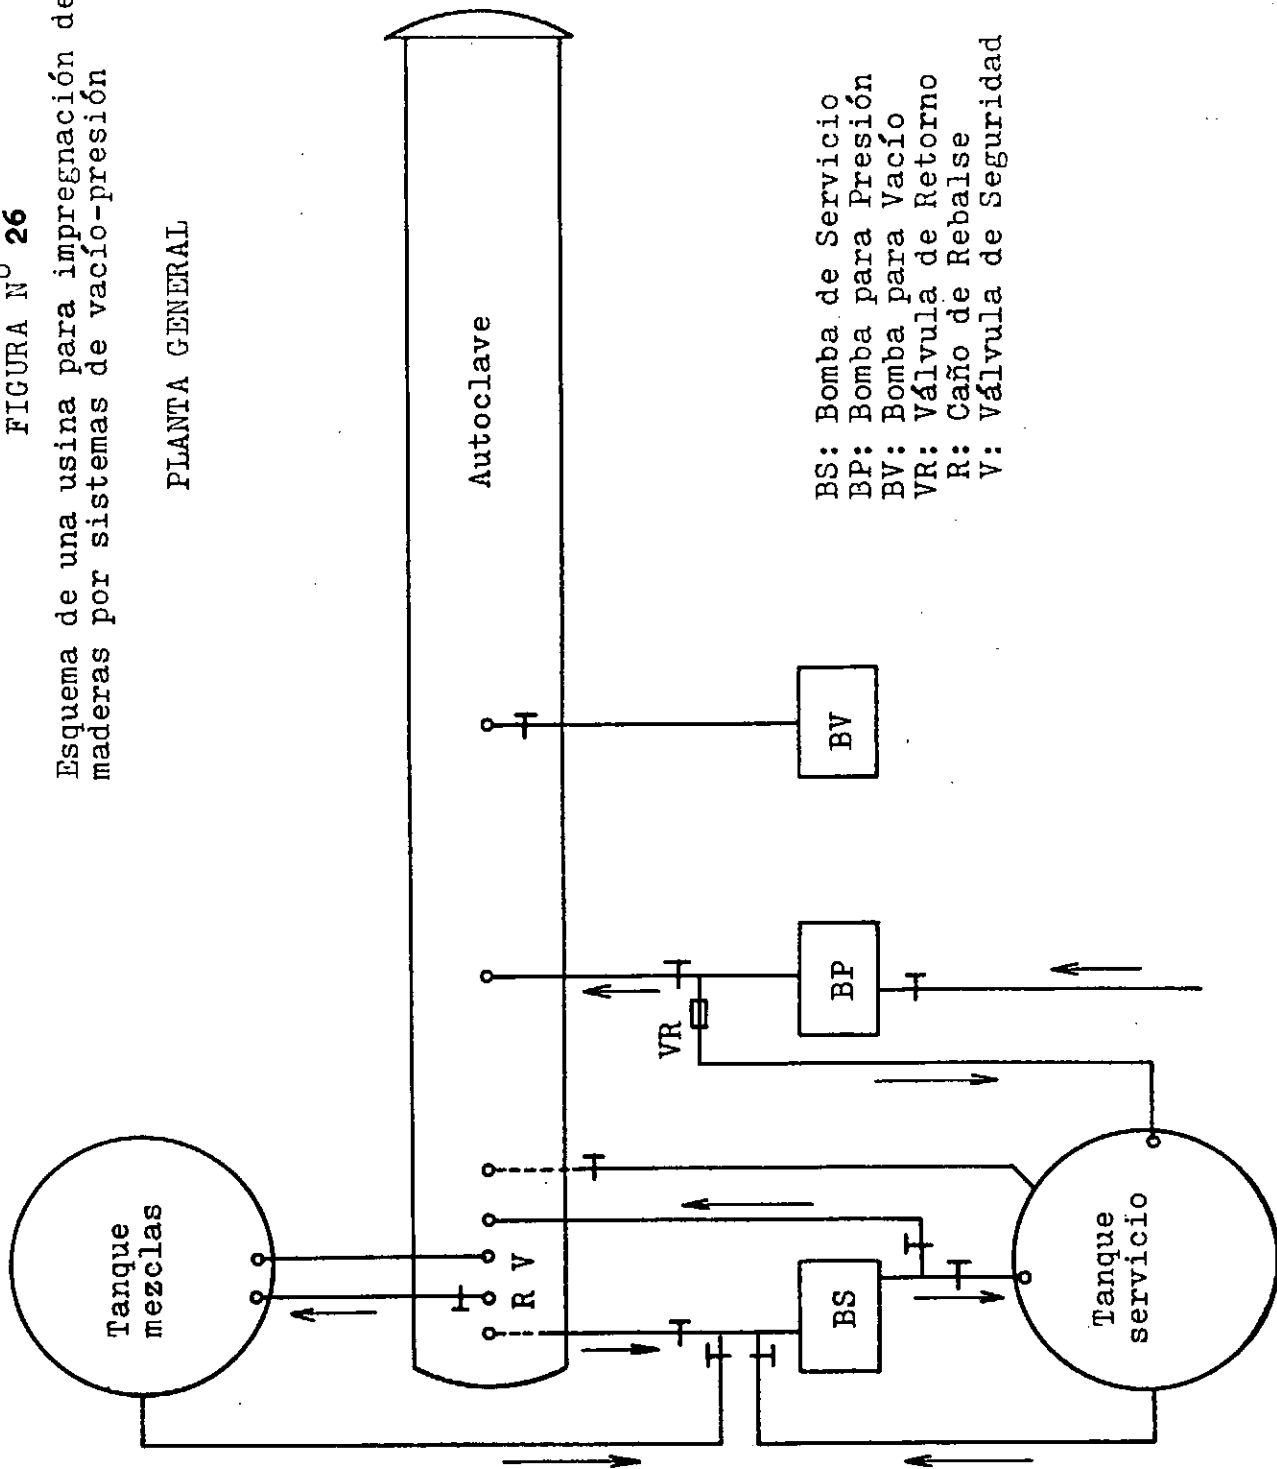 FIGURA Nº 26
Esquema de una usina para impregnación de
maderas por sistemas de vacío-presión
PLANTA GENERAL
Autoclave
Tanque
mezclas
R V
VR
BS
BP
BV
Tanque
servicio
BS: Bomba de Servicio
BP: Bomba para Presión
BV: Bomba para Vacío
VR: Válvula de Retorno
R: Caño de Rebalse
V: Válvula de Seguridad